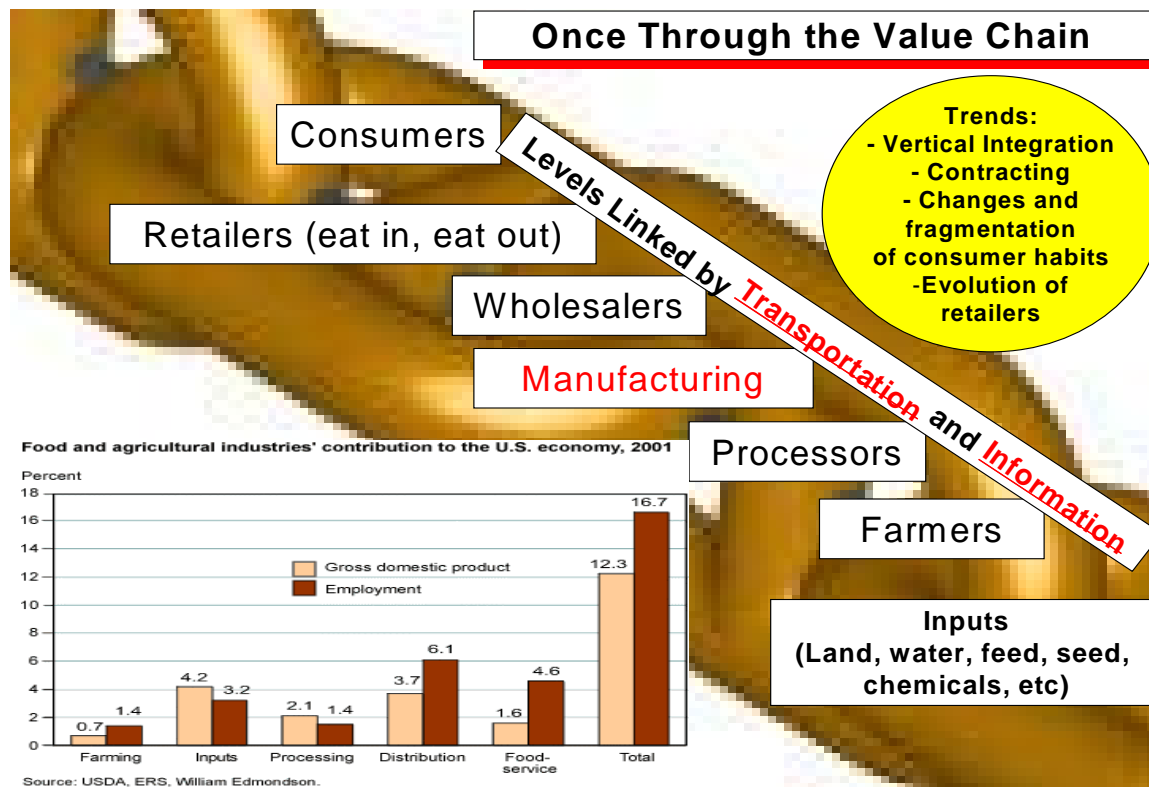 Once Through the Value Chain
Trends:
- Vertical Integration
- Contracting
- Changes and
fragmentation
of consumer habits
-Evolution of
retailers
Consumers
Levels Linked by Transportation and Information
Retailers (eat in, eat out)
Wholesalers
Manufacturing
Processors
Farmers
Inputs
(Land, water, feed, seed,
chemicals, etc)
Food and agricultural industries' contribution to the U.S. economy, 2001
Percent
18
16
14
12
10
8
6
4
2
0
Gross domestic product
Employment
0.7
1.4
4.2
3.2
2.1
1.4
3.7
6.1
1.6
4.6
12.3
16.7
Farming
Inputs
Processing
Distribution
Food-
service
Total
Source: USDA, ERS, William Edmondson.